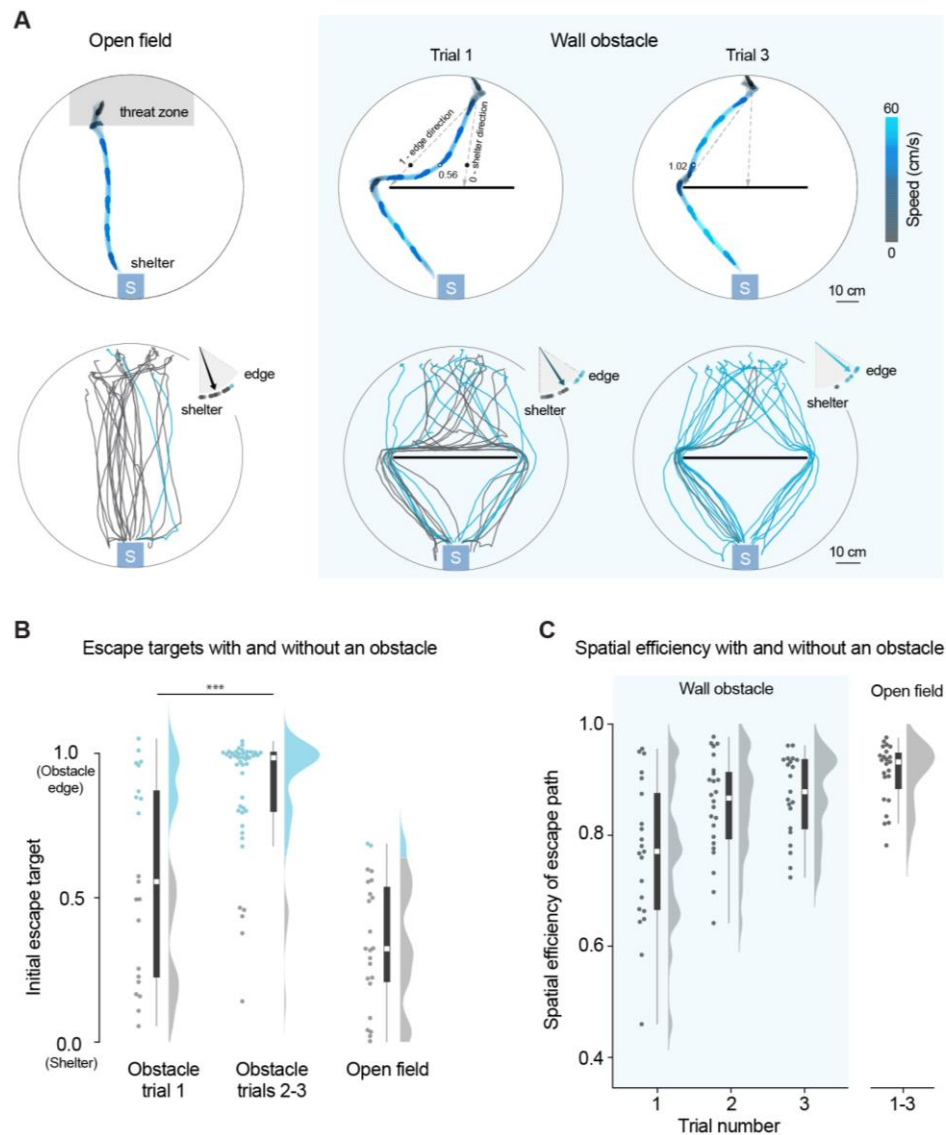 A
Open field
Wall obstacle
Trial 1
Trial 3
threat zone
1 - edge direction
0 - shelter direction
0.56
1.02
60
Speed (cm/s)
0
shelter
S
S
S
10 cm
edge
shelter
edge
shelter
edge
shelter
S
S
S
10 cm
B
Escape targets with and without an obstacle
***
1.0
(Obstacle
edge)
0.5
0.0
(Shelter)
Initial escape target
Obstacle
trial 1
Obstacle
trials 2-3
Open field
C
Spatial efficiency with and without an obstacle
Wall obstacle
Open field
1.0
0.8
0.6
0.4
Spatial efficiency of escape path
1
2
3
1-3
Trial number